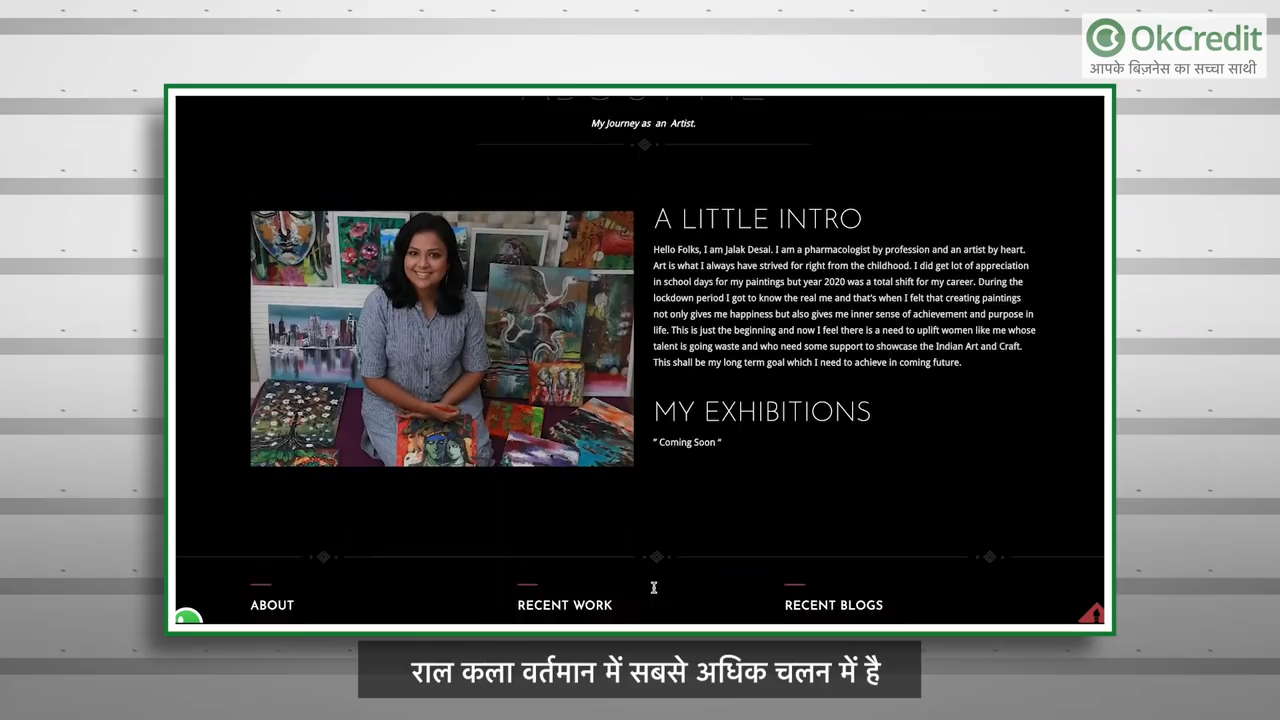 OkCredit
आपके बिज़नेस का सच्चा साथी
My Journey as an Artist.
A LITTLE INTRO
Hello Folks, I am Jalak Desai. I am a pharmacologist by profession and an artist by heart.
Art is what I always have strived for right from the childhood. I did get lot of appreciation
in school days for my paintings but year 2020 was a total shift for my career. During the
lockdown period I got to know the real me and that's when I felt that creating paintings
not only gives me happiness but also gives me inner sense of achievement and purpose in
life. This is just the beginning and now I feel there is a need to uplift women like me whose
talent is going waste and who need some support to showcase the Indian Art and Craft.
This shall be my long term goal which I need to achieve in coming future.
MY EXHIBITIONS
" Coming Soon "
ABOUT
RECENT WORK
RECENT BLOGS
राल कला वर्तमान में सबसे अधिक चलन में है